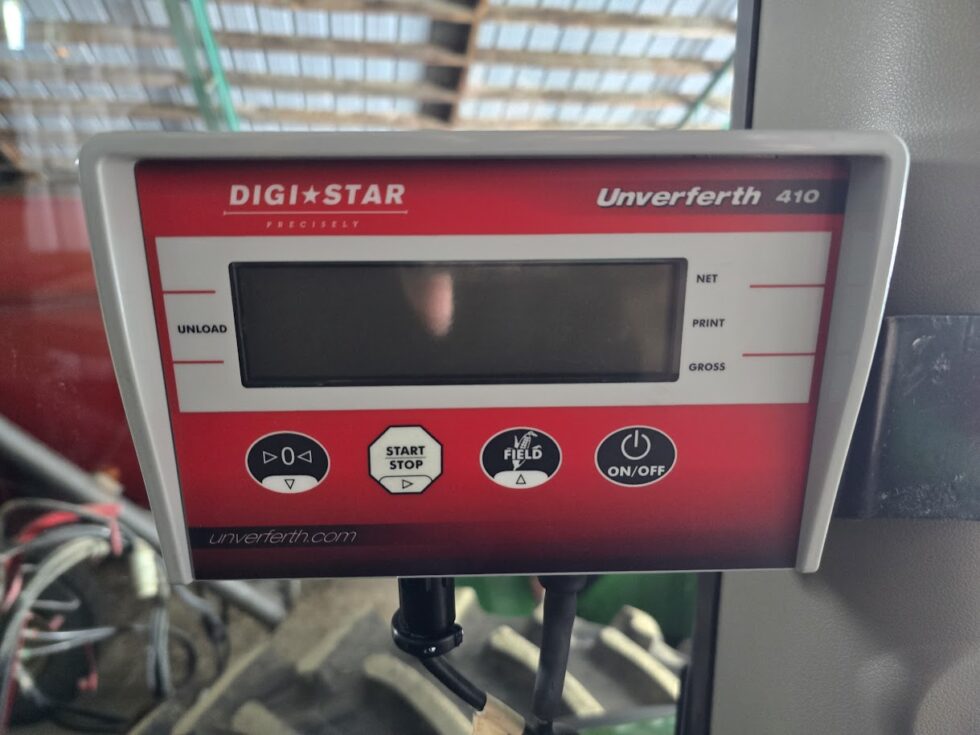 DIGI★STAR
PRECISELY
Unverferth 410
UNLOAD
NET
PRINT
GROSS
▷0◁
▽
START
STOP
▷
FIELD
△
ON/OFF
unverferth.com